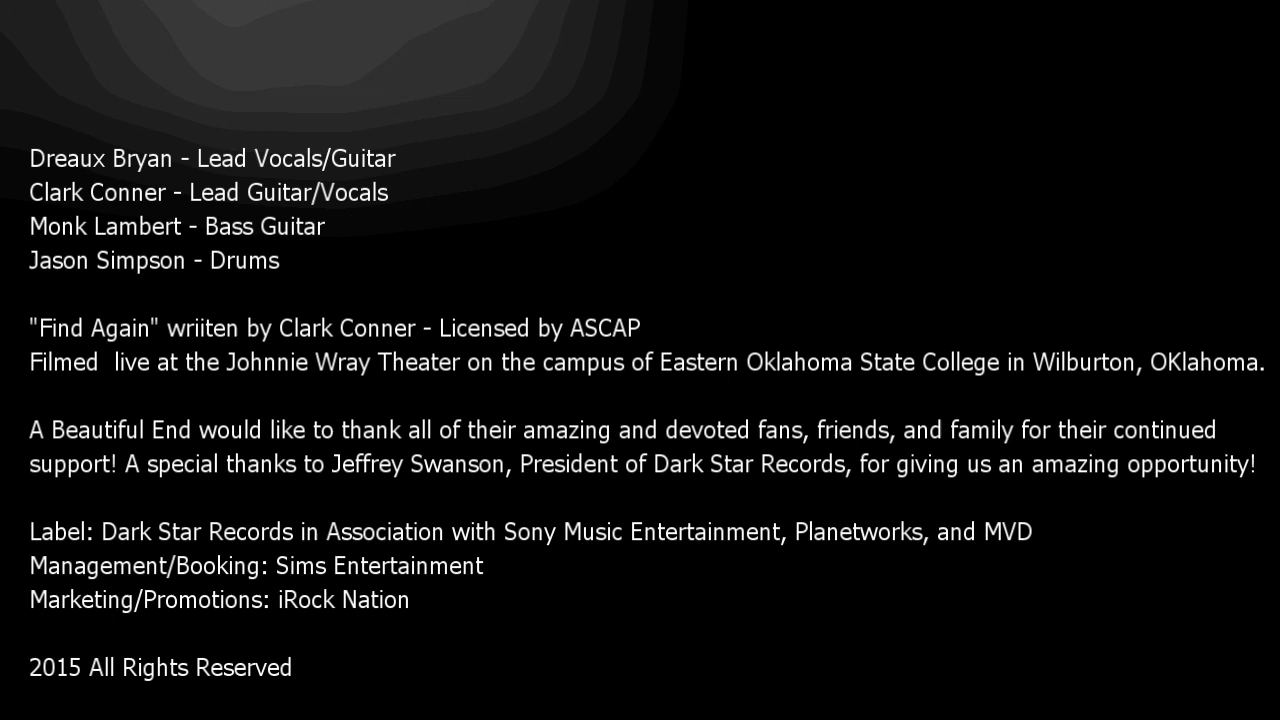 Dreaux Bryan - Lead Vocals/Guitar
Clark Conner - Lead Guitar/Vocals
Monk Lambert - Bass Guitar
Jason Simpson - Drums
"Find Again" wriiten by Clark Conner - Licensed by ASCAP
Filmed  live at the Johnnie Wray Theater on the campus of Eastern Oklahoma State College in Wilburton, OKlahoma.
A Beautiful End would like to thank all of their amazing and devoted fans, friends, and family for their continued
support! A special thanks to Jeffrey Swanson, President of Dark Star Records, for giving us an amazing opportunity!
Label: Dark Star Records in Association with Sony Music Entertainment, Planetworks, and MVD
Management/Booking: Sims Entertainment
Marketing/Promotions: iRock Nation
2015 All Rights Reserved